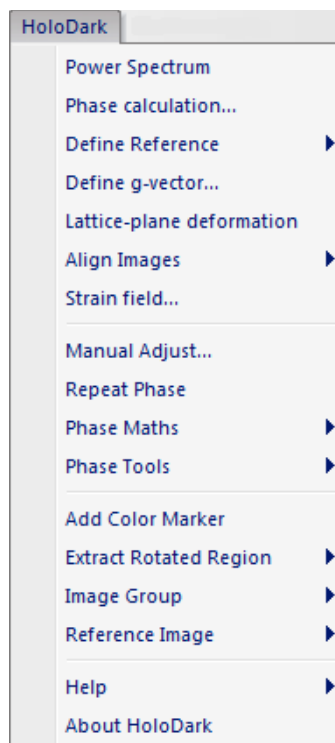 HoloDark
Power Spectrum
Phase calculation...
Define Reference
Define g-vector...
Lattice-plane deformation
Align Images
Strain field...
Manual Adjust...
Repeat Phase
Phase Maths
Phase Tools
Add Color Marker
Extract Rotated Region
Image Group
Reference Image
Help
About HoloDark